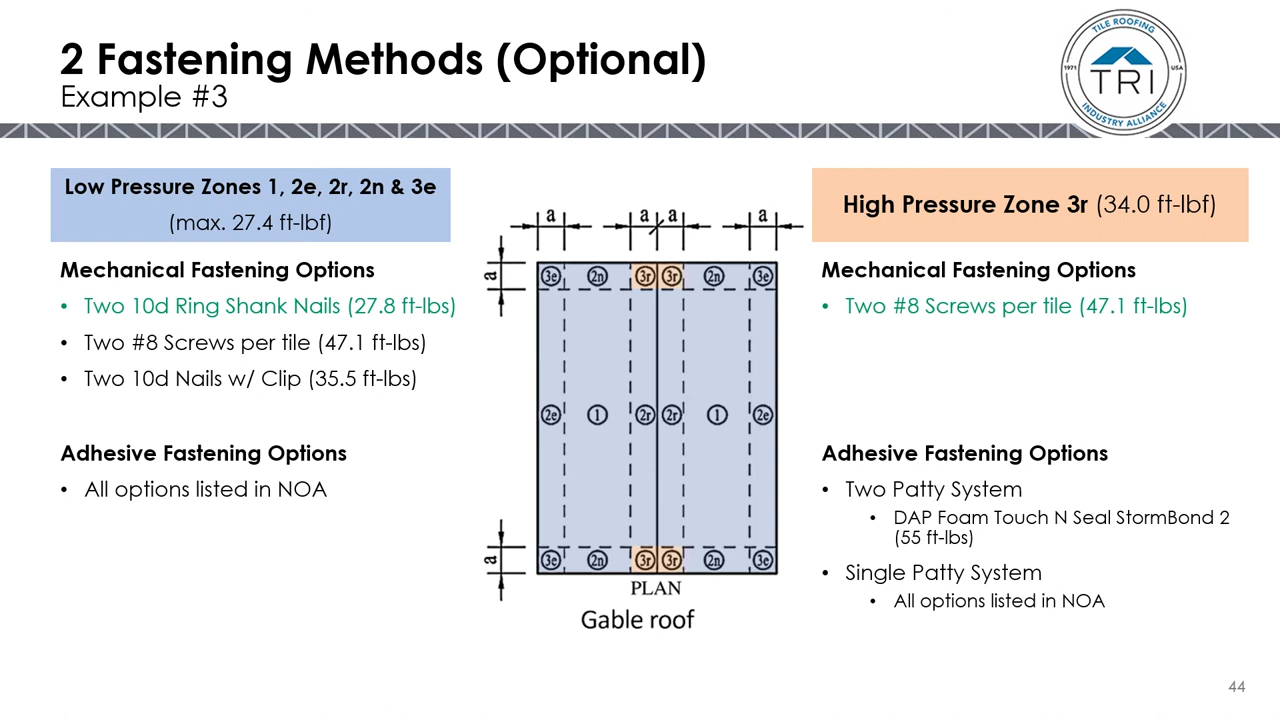 2 Fastening Methods (Optional)
Example #3
TILE ROOFING
1971 TRI USA
INDUSTRY ALLIANCE
Low Pressure Zones 1, 2e, 2r, 2n & 3e
(max. 27.4 ft-lbf)
Mechanical Fastening Options
• Two 10d Ring Shank Nails (27.8 ft-lbs)
• Two #8 Screws per tile (47.1 ft-lbs)
• Two 10d Nails w/ Clip (35.5 ft-lbs)
Adhesive Fastening Options
• All options listed in NOA
a a a a
a 3e 2n 3r 3r 2n 3e
2e 1 2r 2r 1 2e
a 3e 2n 3r 3r 2n 3e
PLAN
Gable roof
High Pressure Zone 3r (34.0 ft-lbf)
Mechanical Fastening Options
• Two #8 Screws per tile (47.1 ft-lbs)
Adhesive Fastening Options
• Two Patty System
• DAP Foam Touch N Seal StormBond 2
(55 ft-lbs)
• Single Patty System
• All options listed in NOA
44